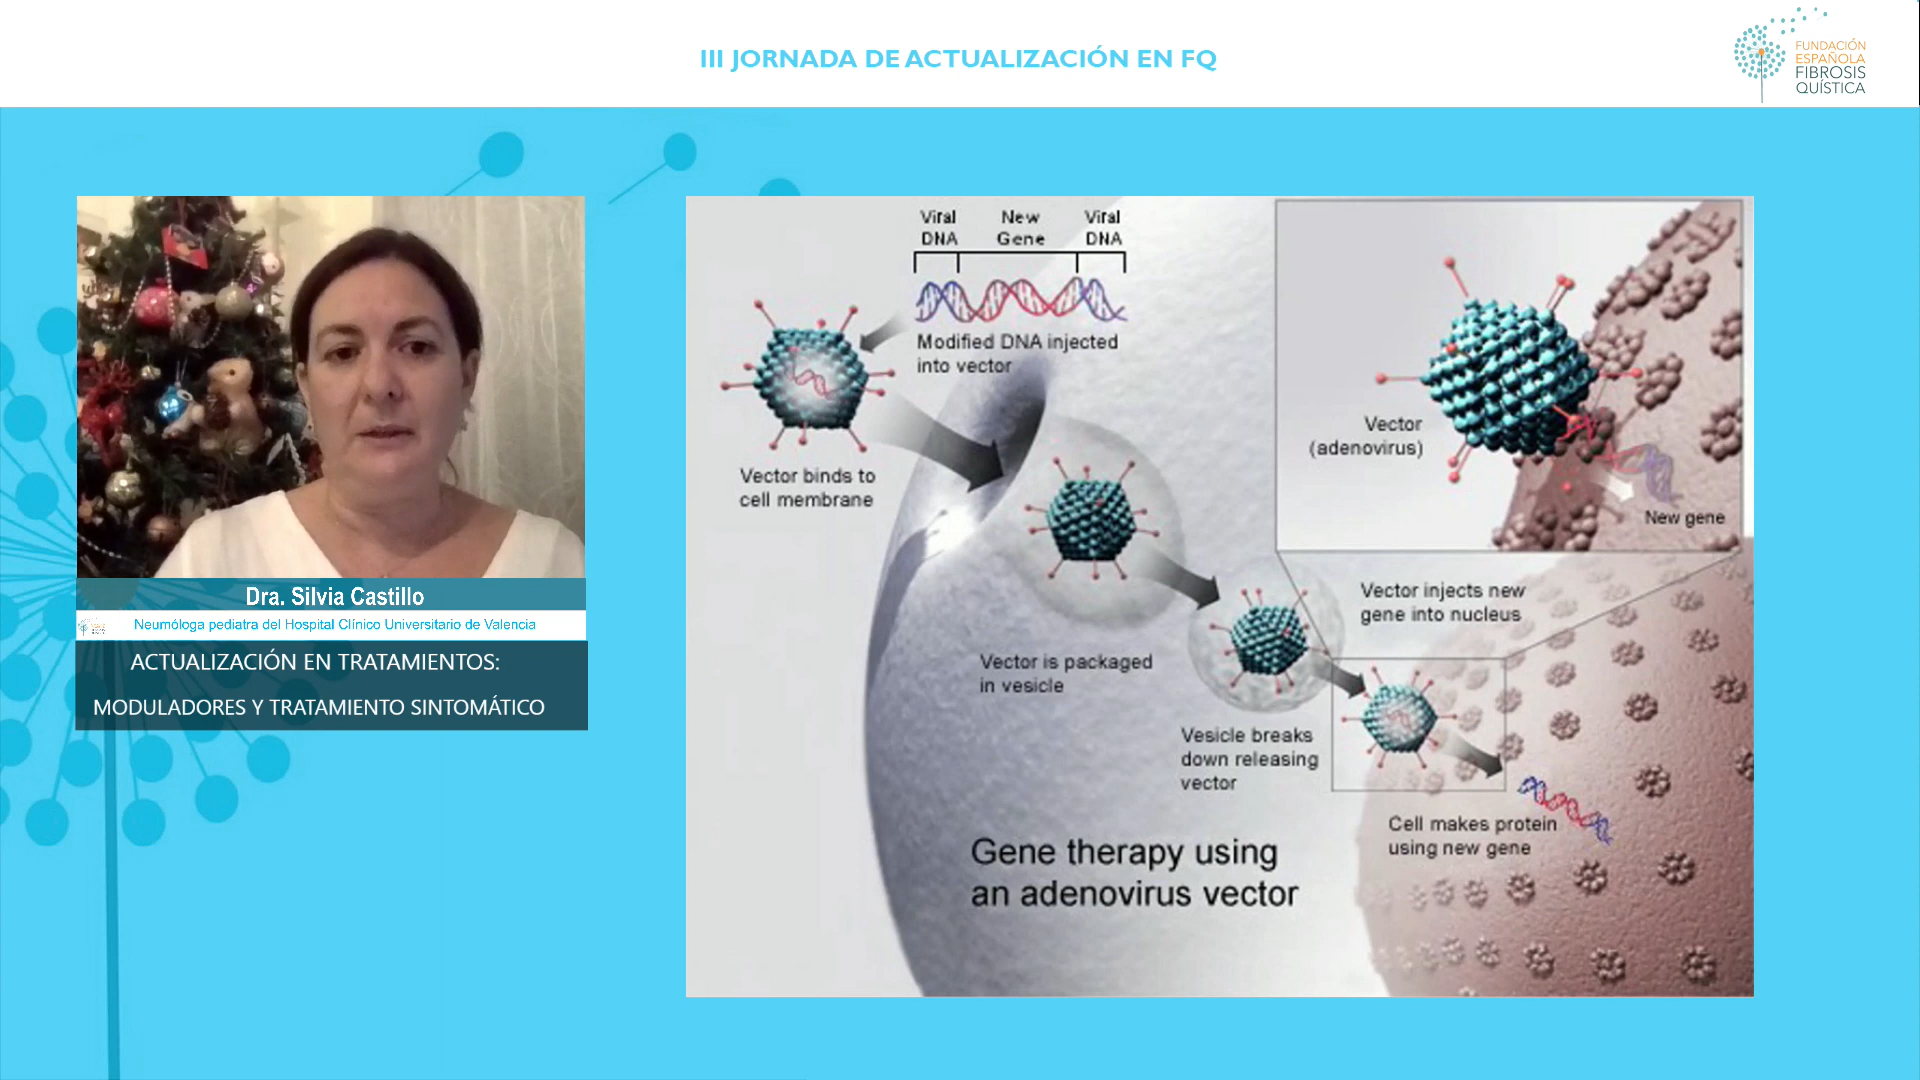 III JORNADA DE ACTUALIZACIÓN EN FQ
FUNDACIÓN
ESPAÑOLA
FIBROSIS
QUÍSTICA
Dra. Silvia Castillo
Neumóloga pediatra del Hospital Clínico Universitario de Valencia
ACTUALIZACIÓN EN TRATAMIENTOS:
MODULADORES Y TRATAMIENTO SINTOMÁTICO
Viral
DNA
New
Gene
Viral
DNA
Modified DNA injected
into vector
Vector binds to
cell membrane
Vector
(adenovirus)
New gene
Vector injects new
gene into nucleus
Vector is packaged
in vesicle
Vesicle breaks
down releasing
vector
Cell makes protein
using new gene
Gene therapy using
an adenovirus vector